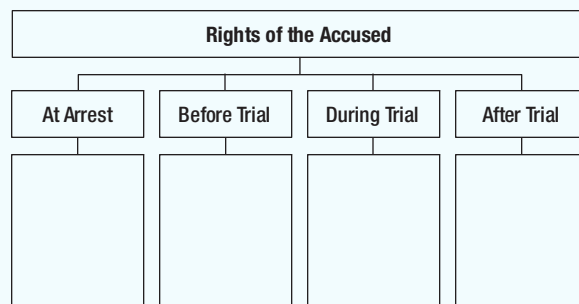 Rights of the Accused
At Arrest
Before Trial
During Trial
After Trial